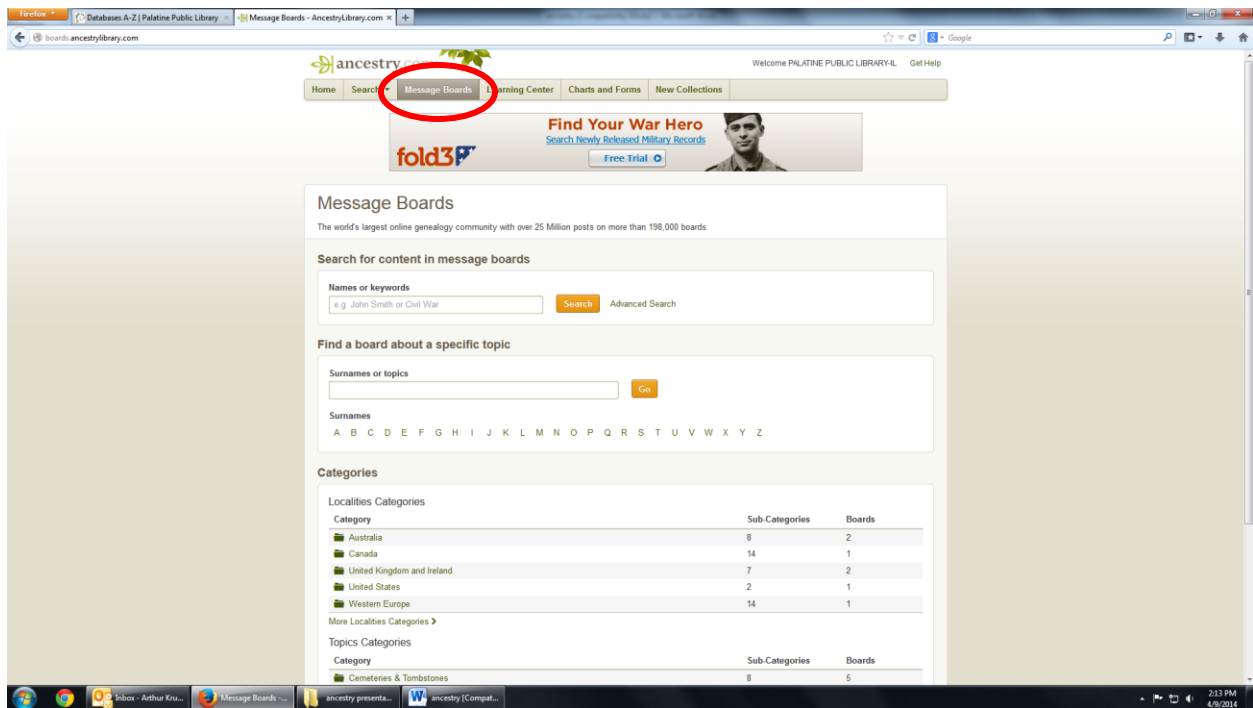 Firefox
Databases A-Z | Palatine Public Library ×
Message Boards - AncestryLibrary.com ×
+
boards.ancestrylibrary.com
Google
ancestry.com
Welcome PALATINE PUBLIC LIBRARY-IL Get Help
Home Search Message Boards Learning Center Charts and Forms New Collections
Find Your War Hero
Search Newly Released Military Records
fold3
Free Trial
Message Boards
The world's largest online genealogy community with over 25 Million posts on more than 198,000 boards.
Search for content in message boards
Names or keywords
e.g. John Smith or Civil War
Search Advanced Search
Find a board about a specific topic
Surnames or topics
Go
Surnames
A B C D E F G H I J K L M N O P Q R S T U V W X Y Z
Categories
Localities Categories
Category Sub-Categories Boards
Australia 8 2
Canada 14 1
United Kingdom and Ireland 7 2
United States 2 1
Western Europe 14 1
More Localities Categories >
Topics Categories
Category Sub-Categories Boards
Cemeteries & Tombstones 8 5
Inbox - Arthur Kru...
Message Boards -...
ancestry presenta...
ancestry [Compat...
2:13 PM
4/9/2014